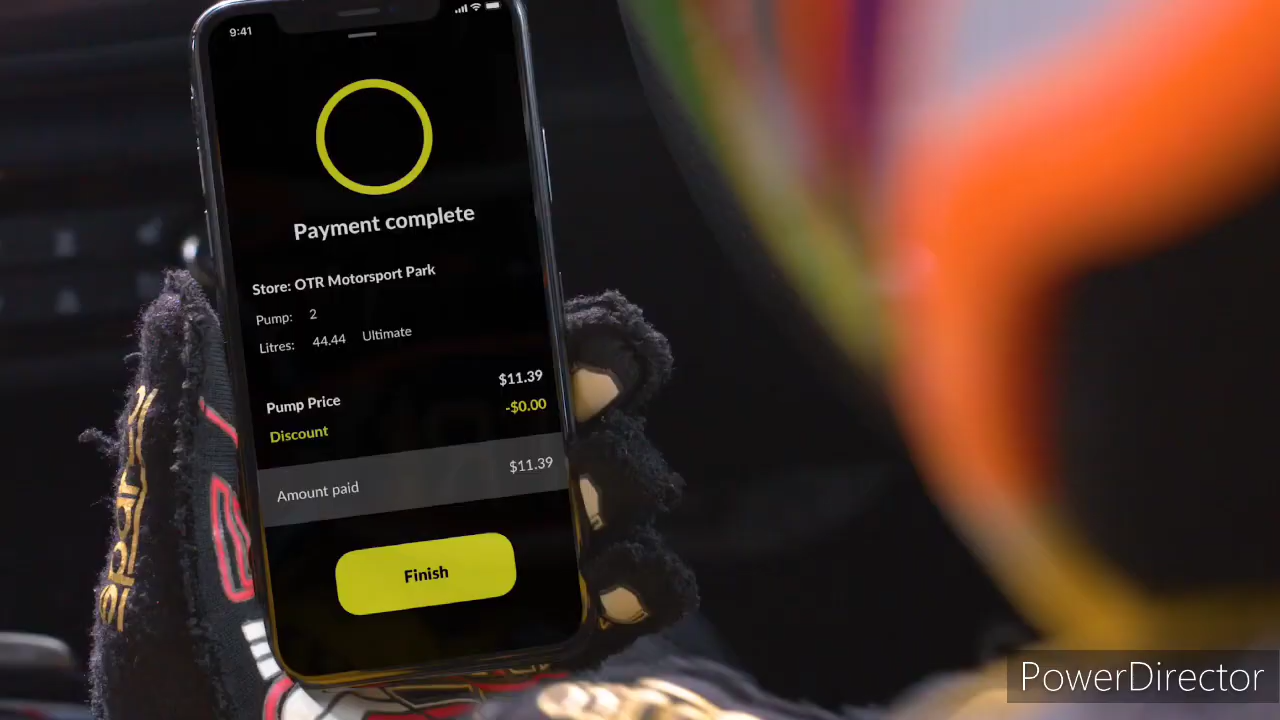 9:41
Payment complete
Store: OTR Motorsport Park
Pump: 2
Litres: 44.44 Ultimate
$11.39
Pump Price
-$0.00
Discount
$11.39
Amount paid
Finish
PowerDirector